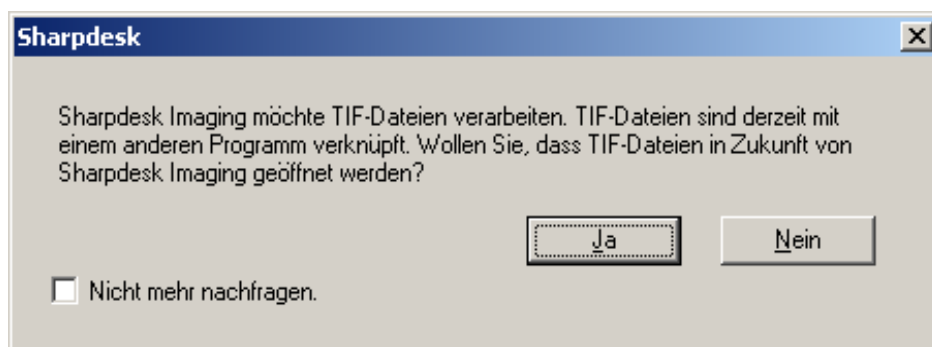 Sharpdesk
Sharpdesk Imaging möchte TIF-Dateien verarbeiten. TIF-Dateien sind derzeit mit
einem anderen Programm verknüpft. Wollen Sie, dass TIF-Dateien in Zukunft von
Sharpdesk Imaging geöffnet werden?
Ja
Nein
Nicht mehr nachfragen.